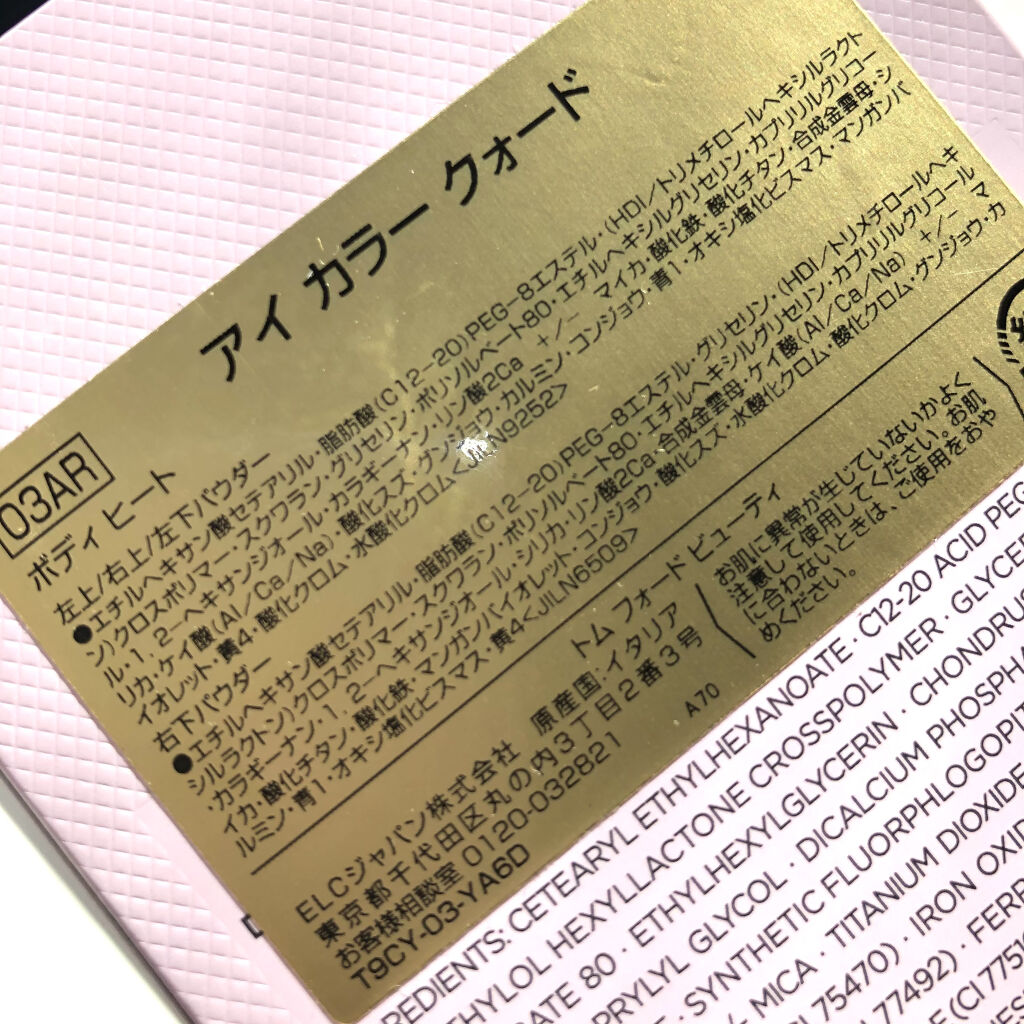 アイ カラー クォード
03AR
ボディ ヒート
左上/右上/左下パウダー
●エチルヘキサン酸セテアリル・脂肪酸(C12-20)PEG-8エステル・(HDI/トリメチロールヘキシルラクト
ン)クロスポリマー・スクワラン・グリセリン・ポリソルベート80・エチルヘキシルグリセリン・カプリリルグリコー
ル・1,2-ヘキサンジオール・カラギーナン・リン酸2Ca +/- マイカ・酸化鉄・酸化チタン・合成金雲母・シ
リカ・ケイ酸(Al/Ca/Na)・酸化スズ・グンジョウ・カルミン・コンジョウ・青1・オキシ塩化ビスマス・マンガンバ
イオレット・黄4・酸化クロム・水酸化クロム<JILN9252>
右下パウダー
●エチルヘキサン酸セテアリル・脂肪酸(C12-20)PEG-8エステル・グリセリン・(HDI/トリメチロールヘキ
シルラクトン)クロスポリマー・スクワラン・ポリソルベート80・エチルヘキシルグリセリン・カプリリルグリコール
・カラギーナン・1,2-ヘキサンジオール・シリカ・リン酸2Ca・合成金雲母・ケイ酸(Al/Ca/Na) +/- マ
イカ・酸化チタン・酸化鉄・マンガンバイオレット・コンジョウ・酸化スズ・水酸化クロム・酸化クロム・グンジョウ・カ
ルミン・青1・オキシ塩化ビスマス・黄4<JILN6509>
トム フォード ビューティ
ELCジャパン株式会社 原産国・イタリア
東京都千代田区丸の内3丁目2番3号
お客様相談室0120-032821
T9CY-03-YA6D
A70
お肌に異常が生じていないかよく
注意して使用してください。お肌
に合わないときは、ご使用をおや
めください。
REDIENTS: CETEARYL ETHYLHEXANOATE · C12-20 ACID PEG
THYLOL HEXYLLACTONE CROSSPOLYMER · GLYCER
ATE 80 · ETHYLHEXYLGLYCERIN · CHONDRUS
PRYLYL GLYCOL · DICALCIUM PHOSPHA
· SYNTHETIC FLUORPHLOGOPIT
MICA · TITANIUM DIOXIDE
75470) · IRON OXID
77492) · FERR
(CI 7751